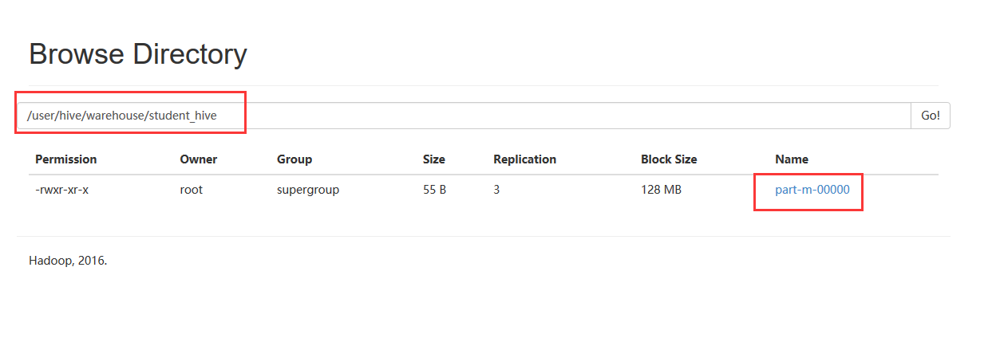 Browse Directory
/user/hive/warehouse/student_hive Go!
Permission Owner Group Size Replication Block Size Name
-rwxr-xr-x root supergroup 55 B 3 128 MB part-m-00000
Hadoop, 2016.